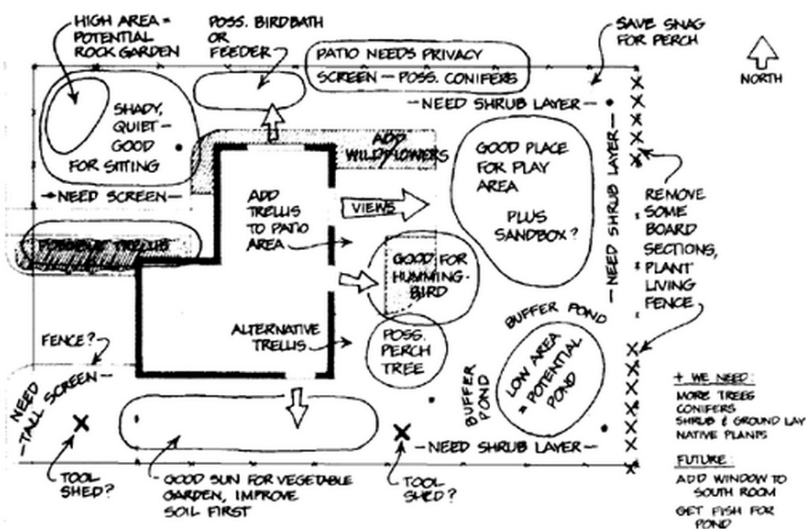 HIGH AREA =
POTENTIAL
ROCK GARDEN
POSS. BIRDBATH
OR
FEEDER
PATIO NEEDS PRIVACY
SCREEN - POSS. CONIFERS
SAVE SNAG
FOR PERCH
NORTH
- NEED SHRUB LAYER -
SHADY,
QUIET -
GOOD
FOR SITTING
- NEED SCREEN -
ADD
WILDFLOWERS
GOOD PLACE
FOR PLAY
AREA
PLUS
SANDBOX?
- NEED SHRUB LAYER -
REMOVE
SOME
BOARD
SECTIONS,
PLANT
LIVING
FENCE
ADD
TRELLIS
TO PATIO
AREA
VIEWS
POSSIBLE TRELLIS
GOOD FOR
HUMMING-
BIRD
ALTERNATIVE
TRELLIS
POSS.
PERCH
TREE
BUFFER POND
BUFFER
POND
LOW AREA
= POTENTIAL
POND
FENCE?
NEED
- TALL SCREEN -
TOOL
SHED?
GOOD SUN FOR VEGETABLE
GARDEN, IMPROVE
SOIL FIRST
TOOL
SHED?
- NEED SHRUB LAYER -
+ WE NEED:
MORE TREES
CONIFERS
SHRUB & GROUND LAY
NATIVE PLANTS
FUTURE:
ADD WINDOW TO
SOUTH ROOM
GET FISH FOR
POND